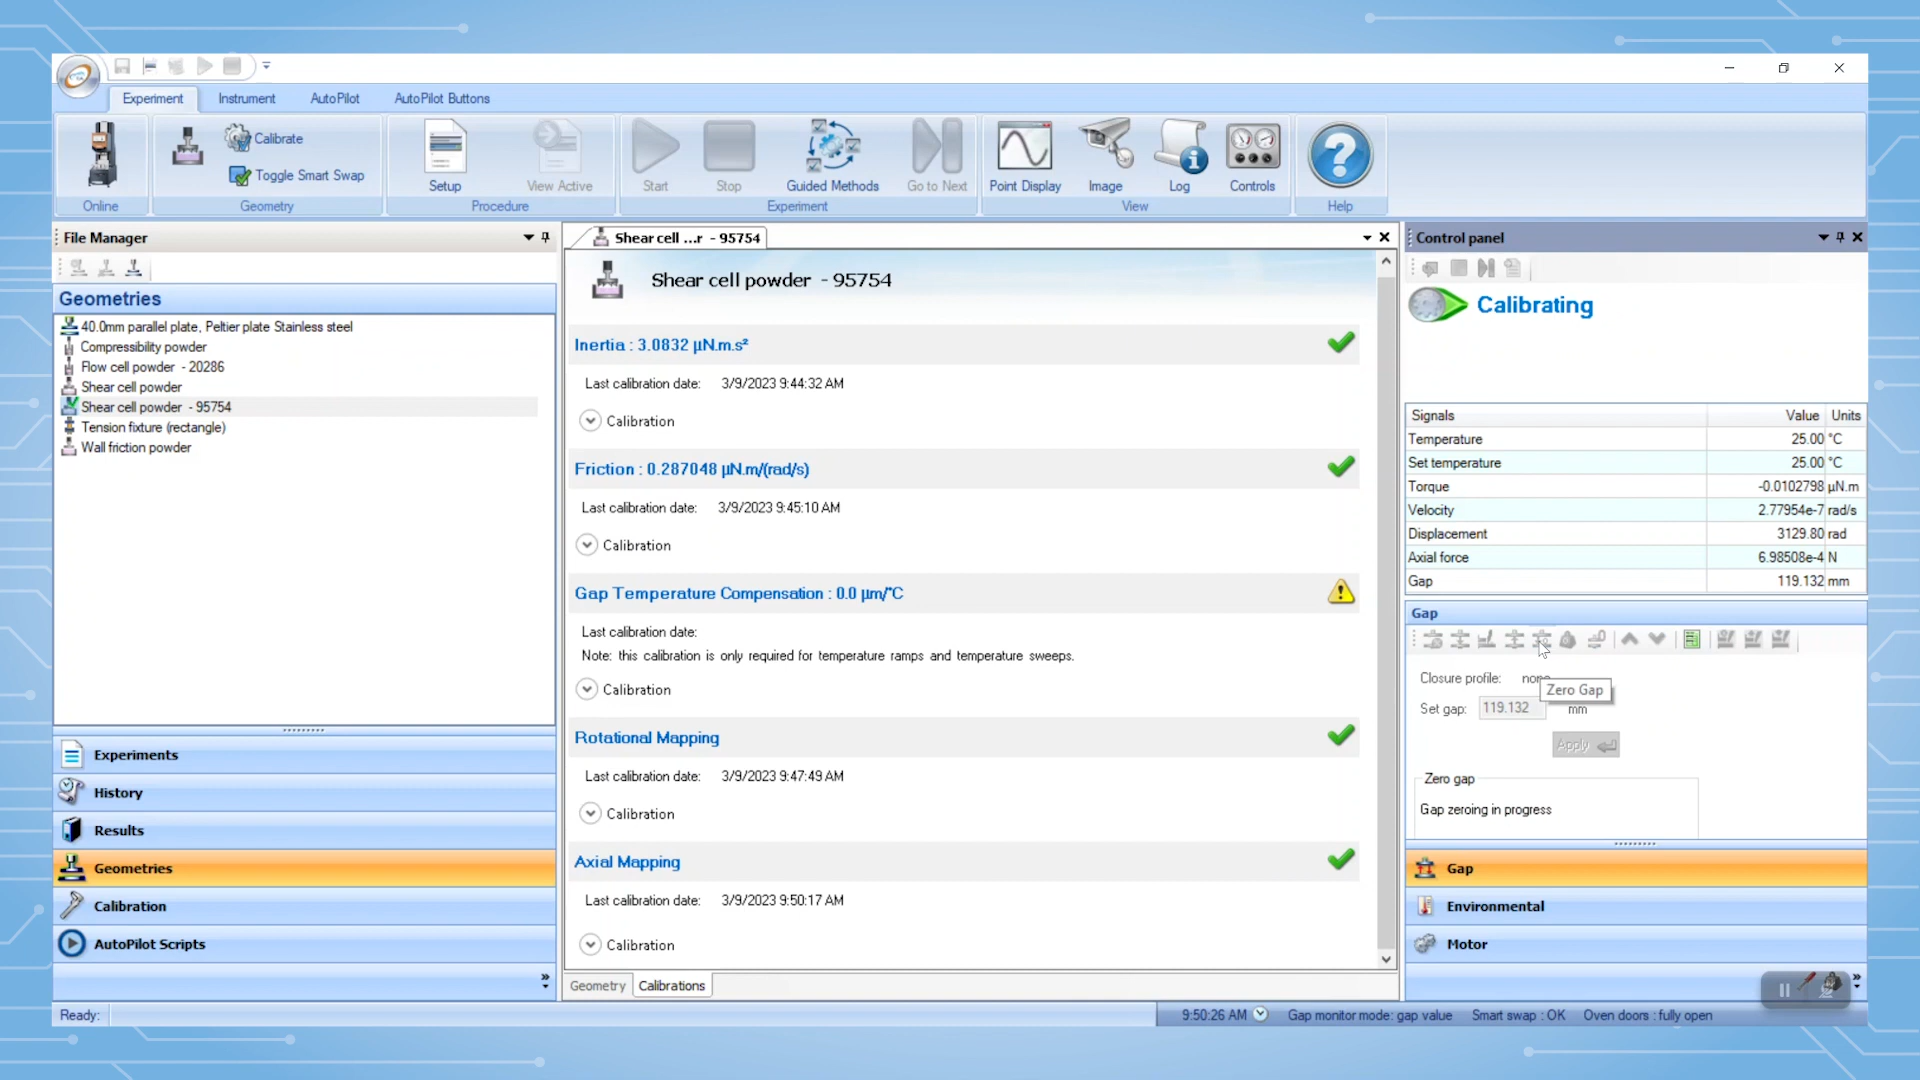 Experiment
Instrument
AutoPilot
AutoPilot Buttons
Calibrate
Toggle Smart Swap
Setup
View Active
Start
Stop
Guided Methods
Go to Next
Point Display
Image
Log
Controls
Online
Geometry
Procedure
Experiment
View
Help
File Manager
Geometries
40.0mm parallel plate, Peltier plate Stainless steel
Compressibility powder
Flow cell powder - 20286
Shear cell powder
Shear cell powder - 95754
Tension fixture (rectangle)
Wall friction powder
Experiments
History
Results
Geometries
Calibration
AutoPilot Scripts
Shear cell ...r - 95754
Shear cell powder - 95754
Inertia : 3.0832 µN.m.s²
Last calibration date: 3/9/2023 9:44:32 AM
Calibration
Friction : 0.287048 µN.m/(rad/s)
Last calibration date: 3/9/2023 9:45:10 AM
Calibration
Gap Temperature Compensation : 0.0 µm/°C
Last calibration date:
Note: this calibration is only required for temperature ramps and temperature sweeps.
Calibration
Rotational Mapping
Last calibration date: 3/9/2023 9:47:49 AM
Calibration
Axial Mapping
Last calibration date: 3/9/2023 9:50:17 AM
Calibration
Geometry
Calibrations
Control panel
Calibrating
Signals Value Units
Temperature 25.00 °C
Set temperature 25.00 °C
Torque -0.0102798 µN.m
Velocity 2.77954e-7 rad/s
Displacement 3129.80 rad
Axial force 6.98508e-4 N
Gap 119.132 mm
Gap
Closure profile: none
Zero Gap
Set gap: 119.132 mm
Apply
Zero gap
Gap zeroing in progress
Gap
Environmental
Motor
Ready:
9:50:26 AM
Gap monitor mode: gap value
Smart swap : OK
Oven doors : fully open